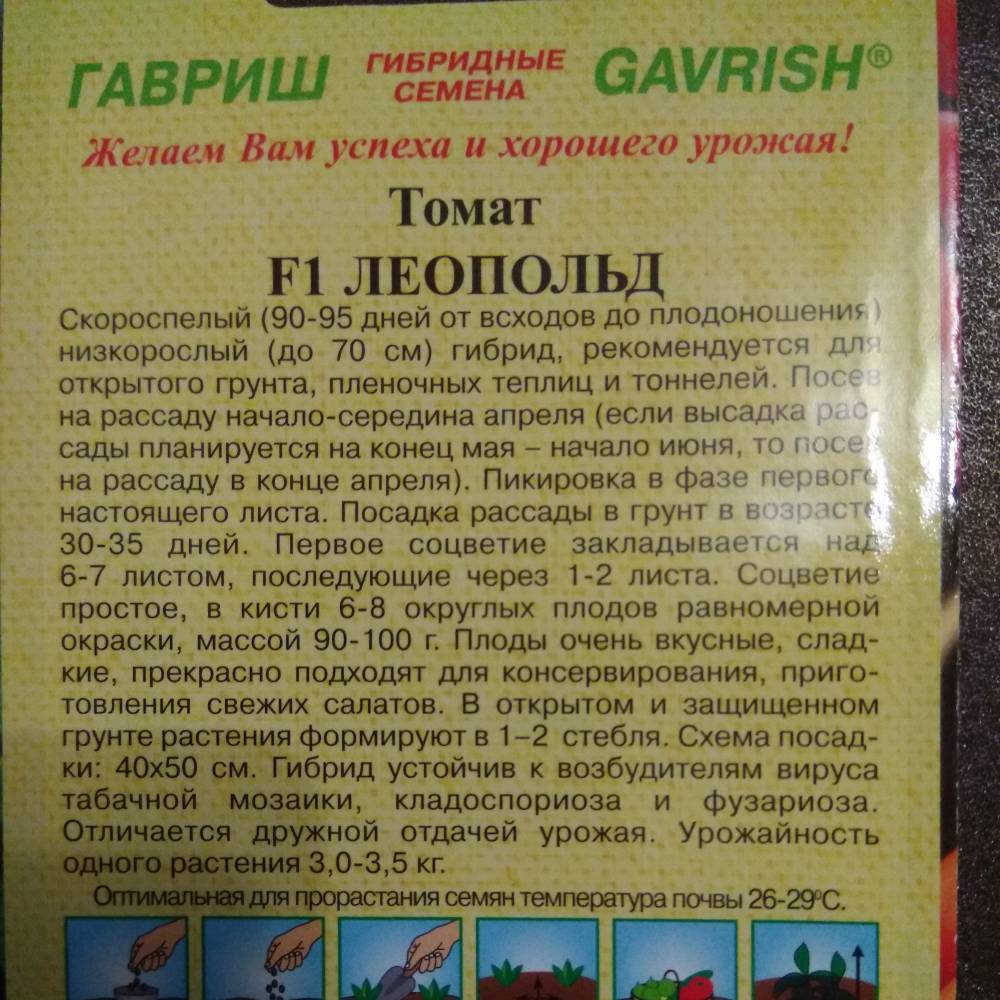 ГАВРИШ ГИБРИДНЫЕ СЕМЕНА GAVRISH®
Желаем Вам успеха и хорошего урожая!
Томат
F1 ЛЕОПОЛЬД
Скороспелый (90-95 дней от всходов до плодоношения)
низкорослый (до 70 см) гибрид, рекомендуется для
открытого грунта, пленочных теплиц и тоннелей. Посев
на рассаду начало-середина апреля (если высадка рас-
сады планируется на конец мая – начало июня, то посев
на рассаду в конце апреля). Пикировка в фазе первого
настоящего листа. Посадка рассады в грунт в возрасте
30-35 дней. Первое соцветие закладывается над
6-7 листом, последующие через 1-2 листа. Соцветие
простое, в кисти 6-8 округлых плодов равномерной
окраски, массой 90-100 г. Плоды очень вкусные, слад-
кие, прекрасно подходят для консервирования, приго-
товления свежих салатов. В открытом и защищенном
грунте растения формируют в 1–2 стебля. Схема посад-
ки: 40х50 см. Гибрид устойчив к возбудителям вируса
табачной мозаики, кладоспориоза и фузариоза.
Отличается дружной отдачей урожая. Урожайность
одного растения 3,0-3,5 кг.
Оптимальная для прорастания семян температура почвы 26-29°С.